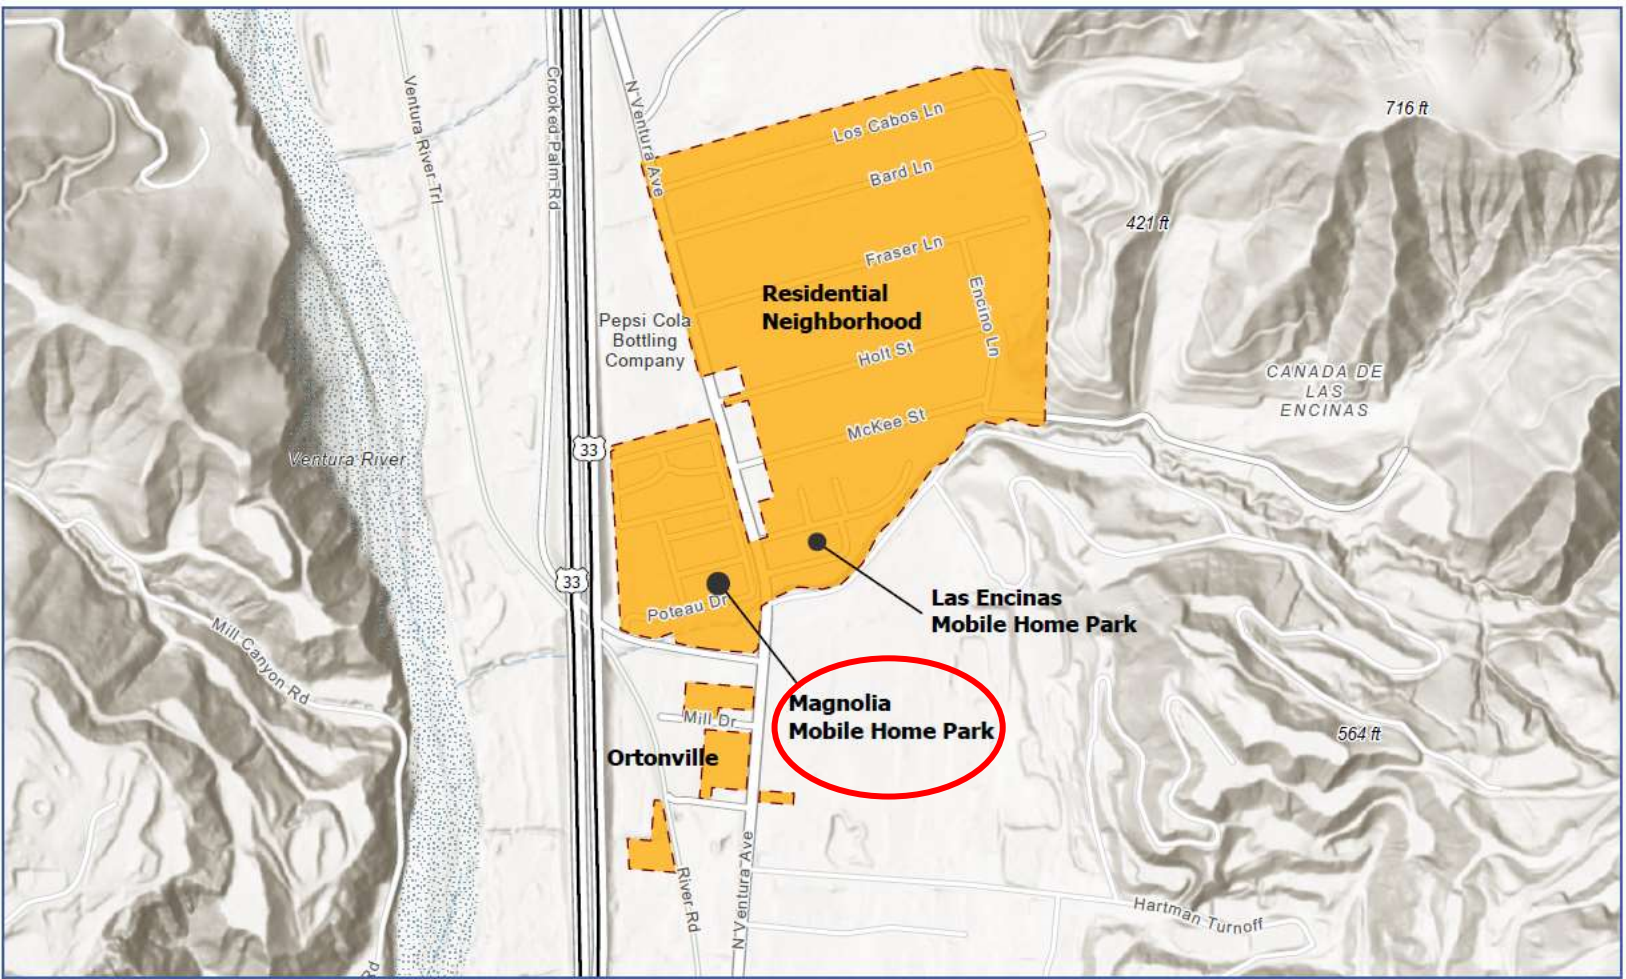 Ventura River Trl
Crooked Palm Rd
N Ventura Ave
Los Cabos Ln
716 ft
Bard Ln
421 ft
Fraser Ln
Encino Ln
Residential
Neighborhood
Pepsi Cola
Bottling
Company
Holt St
CAÑADA DE
LAS
ENCINAS
McKee St
33
Ventura River
33
Poteau Dr
Las Encinas
Mobile Home Park
Mill Canyon Rd
Magnolia
Mobile Home Park
Mill Dr
564 ft
Ortonville
N Ventura Ave
River Rd
Hartman Turnoff
Rd